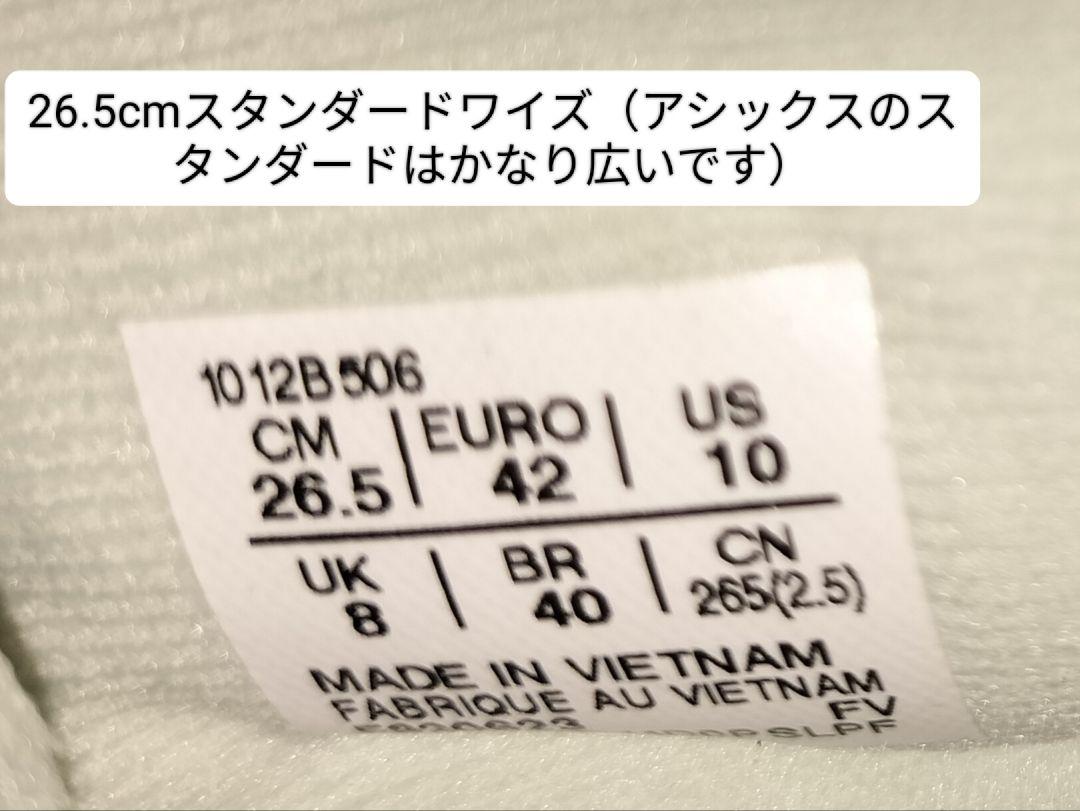 26.5cmスタンダードワイズ（アシックスのス
タンダードはかなり広いです）
1012B506
CM | EURO | US
26.5 | 42 | 10
UK | BR | CN
8 | 40 | 265(2.5)
MADE IN VIETNAM
FABRIQUE AU VIETNAM
FV